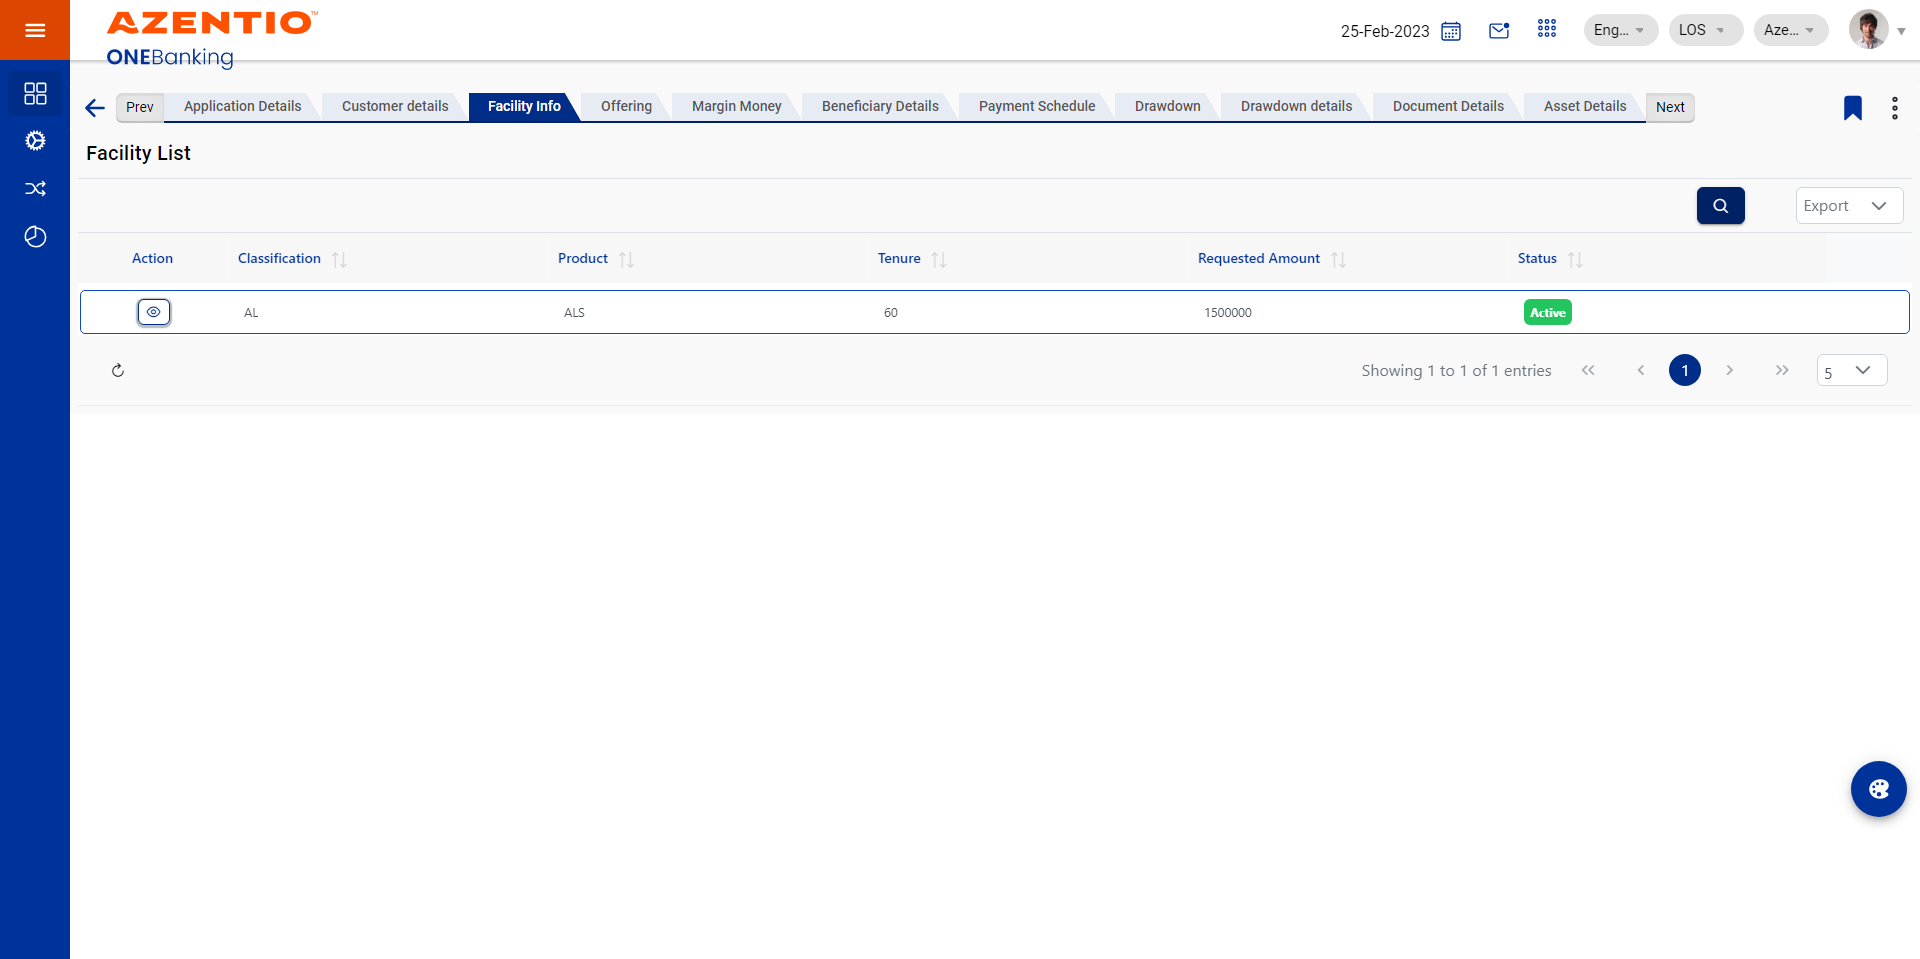 AZENTIO™
ONEBanking
25-Feb-2023
Eng...
LOS
Aze...
Prev
Application Details
Customer details
Facility Info
Offering
Margin Money
Beneficiary Details
Payment Schedule
Drawdown
Drawdown details
Document Details
Asset Details
Next
Facility List
Export
Action Classification Product Tenure Requested Amount Status
AL ALS 60 1500000 Active
Showing 1 to 1 of 1 entries
1
5